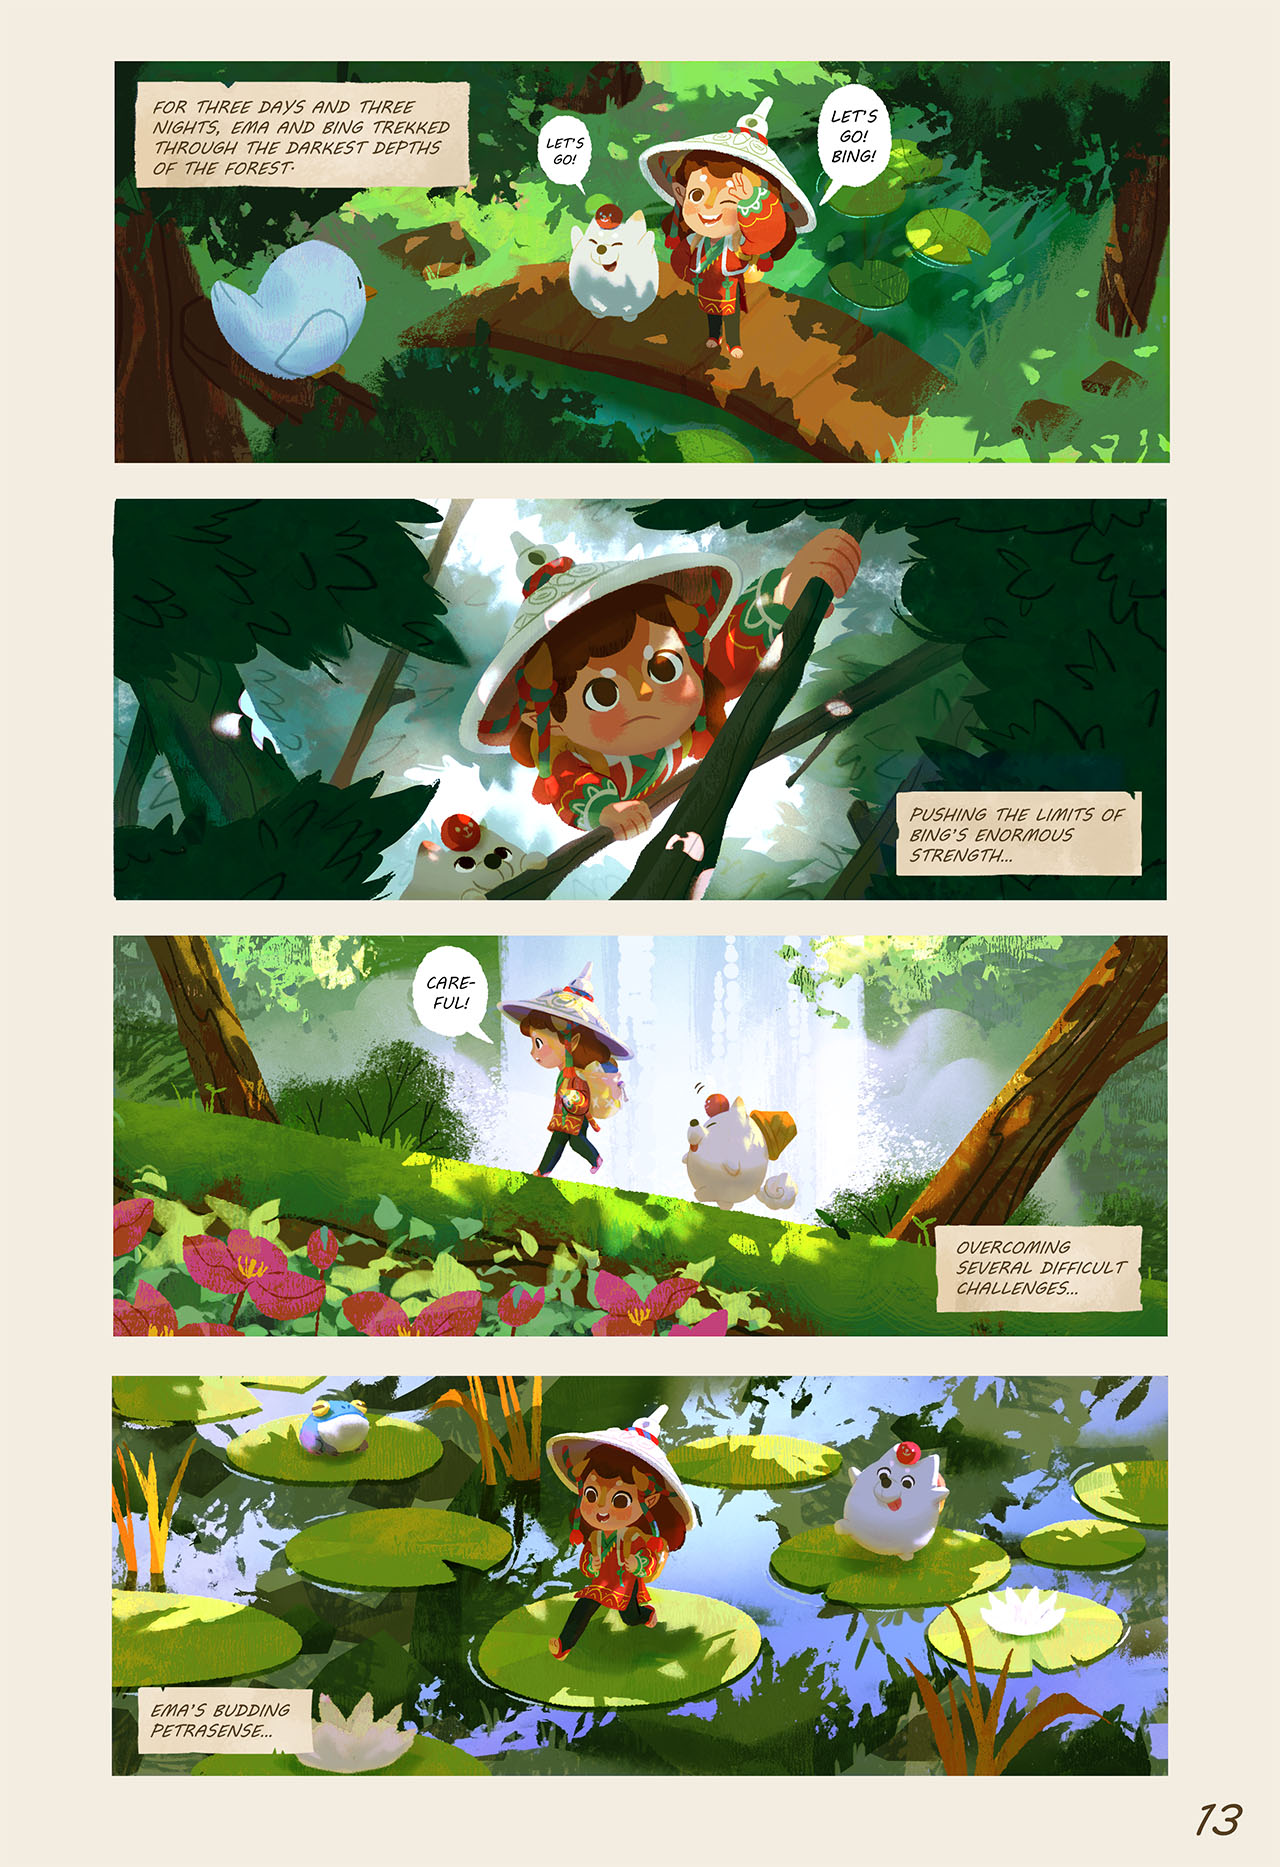 FOR THREE DAYS AND THREE
NIGHTS, EMA AND BING TREKKED
THROUGH THE DARKEST DEPTHS
OF THE FOREST.
LET'S
GO!
LET'S
GO!
BING!
PUSHING THE LIMITS OF
BING'S ENORMOUS
STRENGTH...
CARE-
FUL!
OVERCOMING
SEVERAL DIFFICULT
CHALLENGES...
EMA'S BUDDING
PETRASENSE...
13